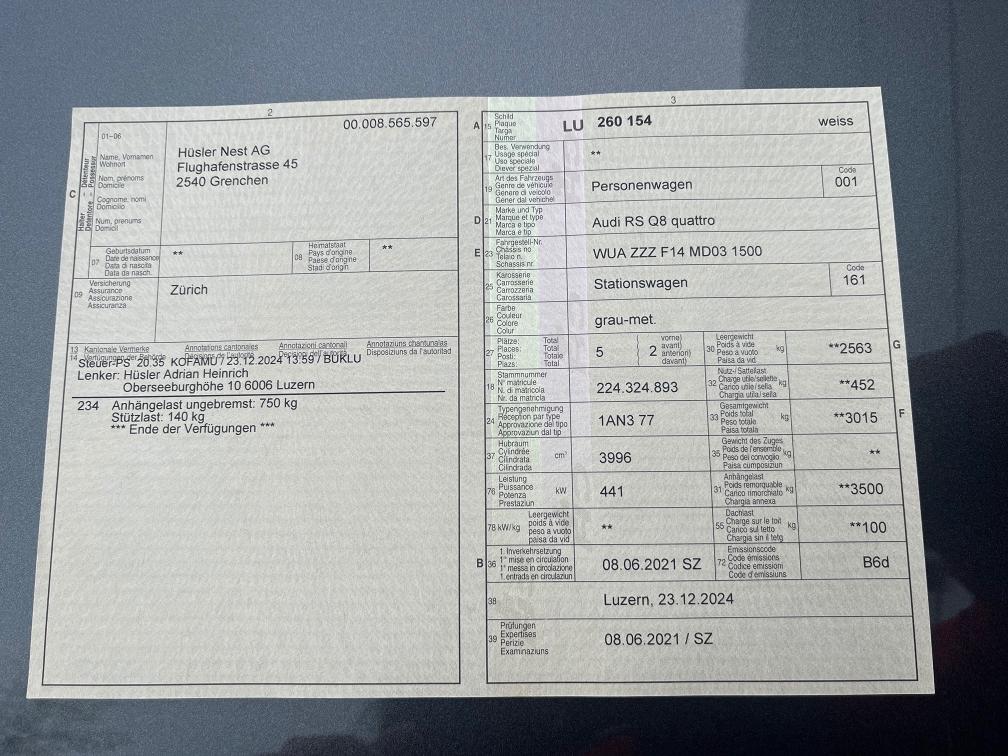 2
00.008.565.597
C
Halter Détenteur
Detentore Possessor
01-06
Name, Vornamen
Wohnort
Nom, prénoms
Domicile
Cognome, nomi
Domicilio
Num, prenums
Domicil
Hüsler Nest AG
Flughafenstrasse 45
2540 Grenchen
07
Geburtsdatum
Date de naissance
Data di nascita
Data da nasch.
**
08
Heimatstaat
Pays d'origine
Paese d'origine
Stadi d'origin
**
09
Versicherung
Assurance
Assicurazione
Assicuranza
Zürich
13 Kantonale Vermerke Annotations cantonales Annotazioni cantonali Annotaziuns chantunalas
14 Verfügungen der Behörde Décisions de l'autorité Decisioni dell'autorità Disposiziuns da l'autoritad
Steuer-PS 20.35 KOFAMU / 23.12.2024 13:59 / BUKLU
Lenker: Hüsler Adrian Heinrich
Oberseeburghöhe 10 6006 Luzern
234 Anhängelast ungebremst: 750 kg
Stützlast: 140 kg
*** Ende der Verfügungen ***
3
A
15
Schild
Plaque
Targa
Numer
LU 260 154 weiss
17
Bes. Verwendung
Usage spécial
Uso speciale
Diever spezial
**
19
Art des Fahrzeugs
Genre de véhicule
Genere di veicolo
Gener dal vehichel
Personenwagen
Code
001
D
21
Marke und Typ
Marque et type
Marca e tipo
Marca e tip
Audi RS Q8 quattro
E
23
Fahrgestell-Nr.
Châssis no
Telaio n.
Schassis nr.
WUA ZZZ F14 MD03 1500
25
Karosserie
Carrosserie
Carrozzeria
Carossaria
Stationswagen
Code
161
26
Farbe
Couleur
Colore
Colur
grau-met.
27
Plätze: Total
Places: Total
Posti: Totale
Plazs: Total
5
2
vorne)
avant)
anteriori)
davant)
30
Leergewicht
Poids à vide
Peso a vuoto
Paisa da vid
kg
**2563
G
18
Stammnummer
N° matricule
N. di matricola
Nr. da matricla
224.324.893
32
Nutz-/ Sattellast
Charge utile/sellette
Carico utile/sella
Chargia utila/sella
kg
**452
24
Typengenehmigung
Réception par type
Approvazione del tipo
Approvaziun dal tip
1AN3 77
33
Gesamtgewicht
Poids total
Peso totale
Paisa totala
kg
**3015
F
37
Hubraum
Cylindrée
Cilindrata
Cilindrada
cm³
3996
35
Gewicht des Zuges
Poids de l'ensemble
Peso del convoglio
Paisa cumposiziun
kg
**
76
Leistung
Puissance
Potenza
Prestaziun
kW
441
31
Anhängelast
Poids remorquable
Carico rimorchiato
Chargia annexa
kg
**3500
78 kW/kg
Leergewicht
poids à vide
peso a vuoto
paisa da vid
**
55
Dachlast
Charge sur le toit
Carico sul tetto
Chargia sin il tetg
kg
**100
B
36
1. Inverkehrsetzung
1re mise en circulation
1a messa in circolazione
1. entrada en circulaziun
08.06.2021 SZ
72
Emissionscode
Code émissions
Codice emissioni
Code d'emissiuns
B6d
38
Luzern, 23.12.2024
39
Prüfungen
Expertises
Perizie
Examinaziuns
08.06.2021 / SZ